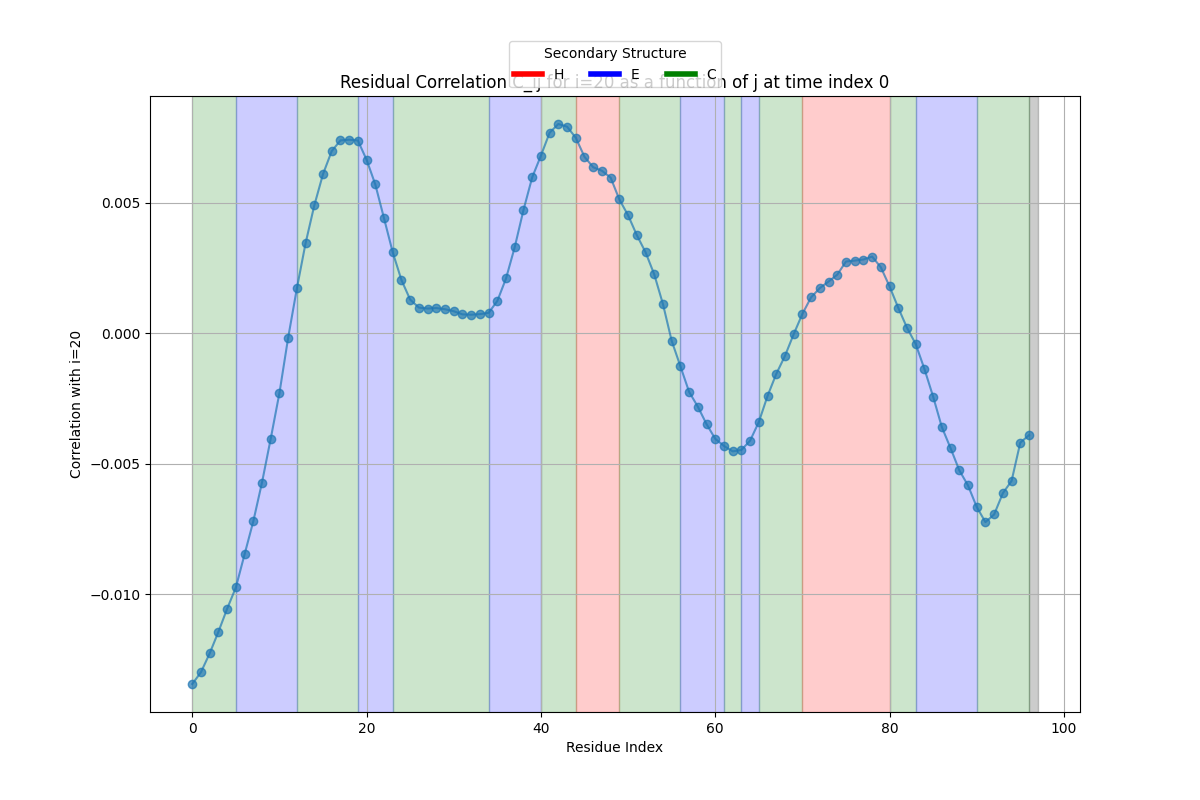 Secondary Structure
H E C
Residual Correlation C_ij for i=20 as a function of j at time index 0
Correlation with i=20
0.005
0.000
−0.005
−0.010
0 20 40 60 80 100
Residue Index